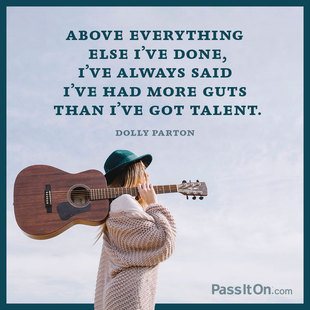 ABOVE EVERYTHING
ELSE I'VE DONE,
I'VE ALWAYS SAID
I'VE HAD MORE GUTS
THAN I'VE GOT TALENT.
DOLLY PARTON
PassItOn.com